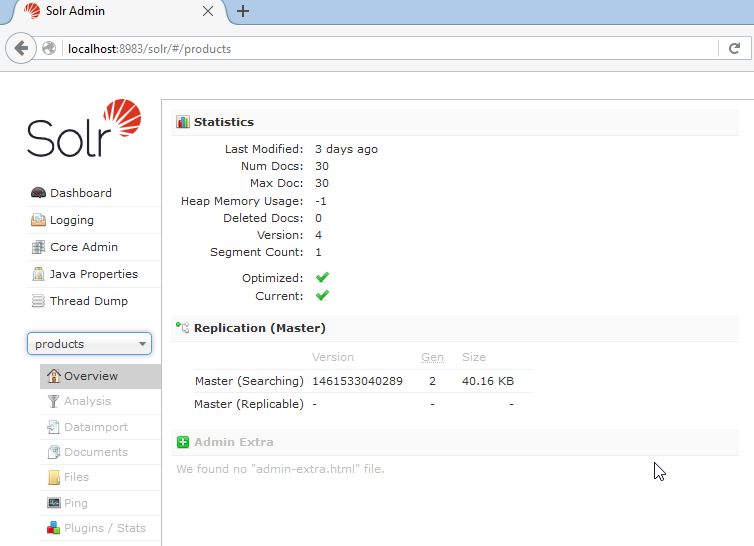 Solr Admin
localhost:8983/solr/#/products
Solr
Dashboard
Logging
Core Admin
Java Properties
Thread Dump
products
Overview
Analysis
Dataimport
Documents
Files
Ping
Plugins / Stats
Statistics
Last Modified: 3 days ago
Num Docs: 30
Max Doc: 30
Heap Memory Usage: -1
Deleted Docs: 0
Version: 4
Segment Count: 1
Optimized:
Current:
Replication (Master)
Version Gen Size
Master (Searching) 1461533040289 2 40.16 KB
Master (Replicable) - - -
Admin Extra
We found no "admin-extra.html" file.